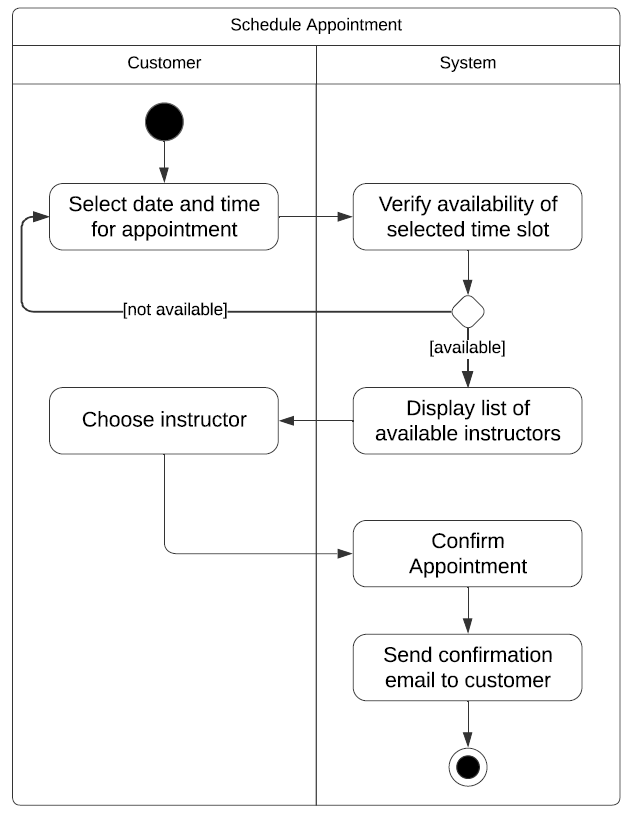 Schedule Appointment
Customer
System
Select date and time
for appointment
Verify availability of
selected time slot
[not available]
[available]
Choose instructor
Display list of
available instructors
Confirm
Appointment
Send confirmation
email to customer